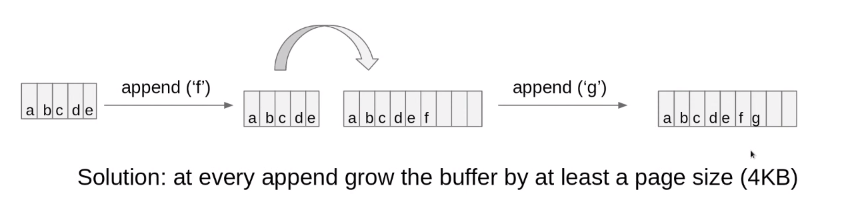 append (‘f’)
append (‘g’)
a b c d e
a b c d e
a b c d e f
a b c d e f g
Solution: at every append grow the buffer by at least a page size (4KB)